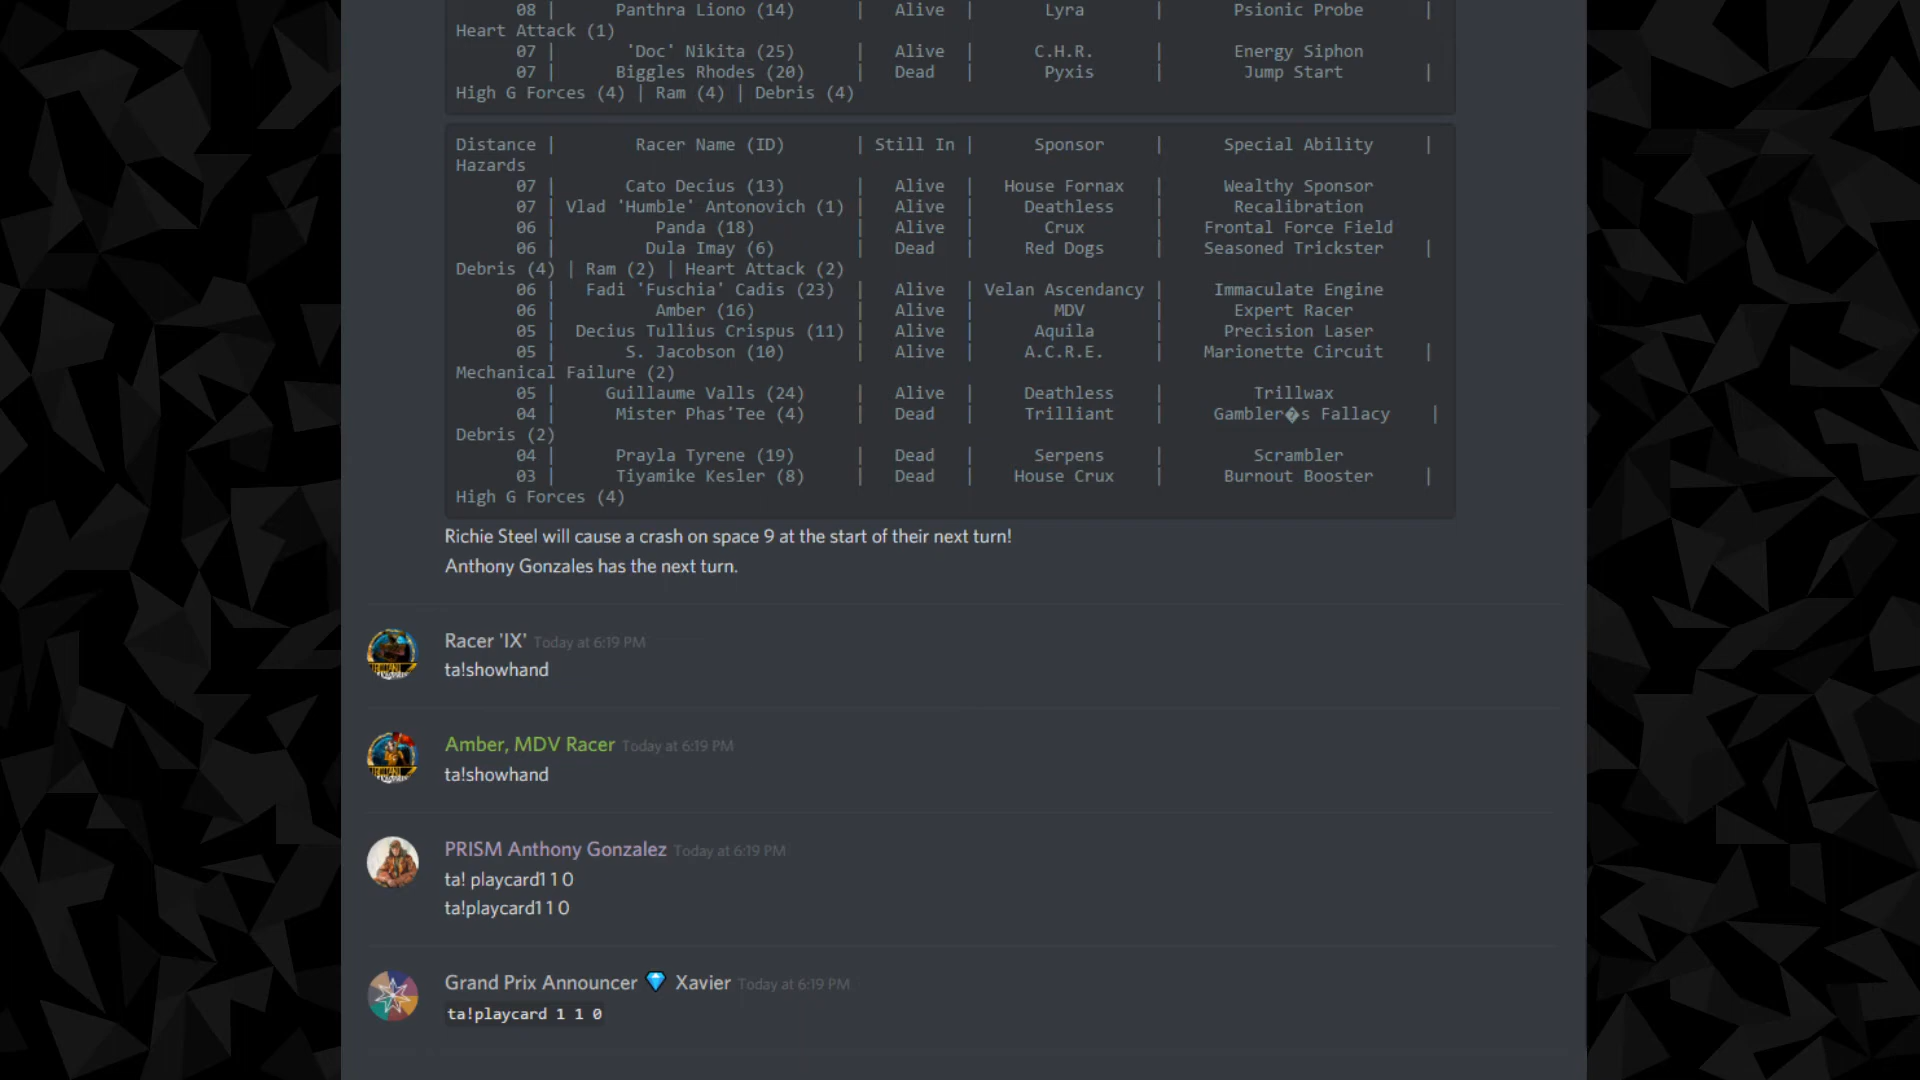 08 | Panthra Liono (14) | Alive | Lyra | Psionic Probe |
Heart Attack (1)
07 | 'Doc' Nikita (25) | Alive | C.H.R. | Energy Siphon
07 | Biggles Rhodes (20) | Dead | Pyxis | Jump Start |
High G Forces (4) | Ram (4) | Debris (4)
Distance | Racer Name (ID) | Still In | Sponsor | Special Ability |
Hazards
07 | Cato Decius (13) | Alive | House Fornax | Wealthy Sponsor
07 | Vlad 'Humble' Antonovich (1) | Alive | Deathless | Recalibration
06 | Panda (18) | Alive | Crux | Frontal Force Field
06 | Dula Imay (6) | Dead | Red Dogs | Seasoned Trickster |
Debris (4) | Ram (2) | Heart Attack (2)
06 | Fadi 'Fuschia' Cadis (23) | Alive | Velan Ascendancy | Immaculate Engine
06 | Amber (16) | Alive | MDV | Expert Racer
05 | Decius Tullius Crispus (11) | Alive | Aquila | Precision Laser
05 | S. Jacobson (10) | Alive | A.C.R.E. | Marionette Circuit |
Mechanical Failure (2)
05 | Guillaume Valls (24) | Alive | Deathless | Trillwax
04 | Mister Phas'Tee (4) | Dead | Trilliant | Gambler�s Fallacy |
Debris (2)
04 | Prayla Tyrene (19) | Dead | Serpens | Scrambler
03 | Tiyamike Kesler (8) | Dead | House Crux | Burnout Booster |
High G Forces (4)
Richie Steel will cause a crash on space 9 at the start of their next turn!
Anthony Gonzales has the next turn.
Racer 'IX' Today at 6:19 PM
ta!showhand
Amber, MDV Racer Today at 6:19 PM
ta!showhand
PRISM Anthony Gonzalez Today at 6:19 PM
ta! playcard1 1 0
ta!playcard1 1 0
Grand Prix Announcer 💎 Xavier Today at 6:19 PM
ta!playcard 1 1 0